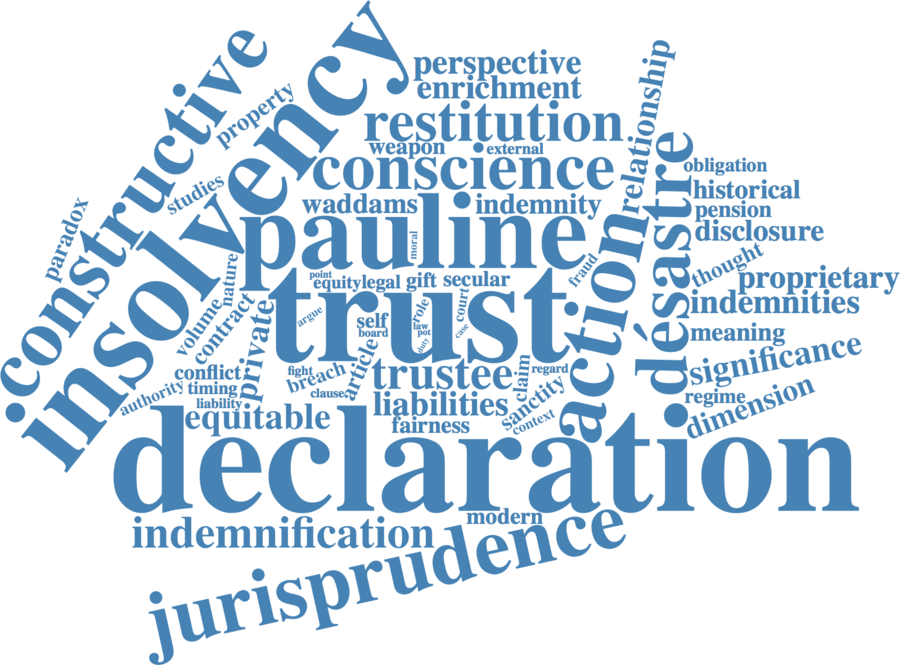 constructive
insolvency
property
studies
paradox
perspective
enrichment
restitution
weapon
external
conscience
waddams
indemnity
pauline
moral
relationship
désastre
action
obligation
historical
pension
disclosure
thought
proprietary
indemnities
meaning
significance
regime
dimension
fraud
point
equity
legal
gift
secular
trust
nature
volume
contract
private
argue
self
board
article
role
law
pot
duty
court
case
conflict
timing
authority
liability
fight
breach
clause
trustee
claim
regard
liabilities
sanctity
context
equitable
fairness
declaration
indemnification
modern
jurisprudence